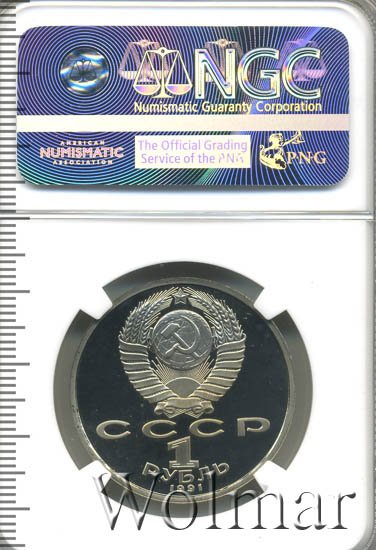 NGC
Numismatic Guaranty Corporation
AMERICAN
NUMISMATIC
ASSOCIATION
The Official Grading
Service of the PNG
PNG
СССР
1
РУБЛЬ
1991
Wolmar